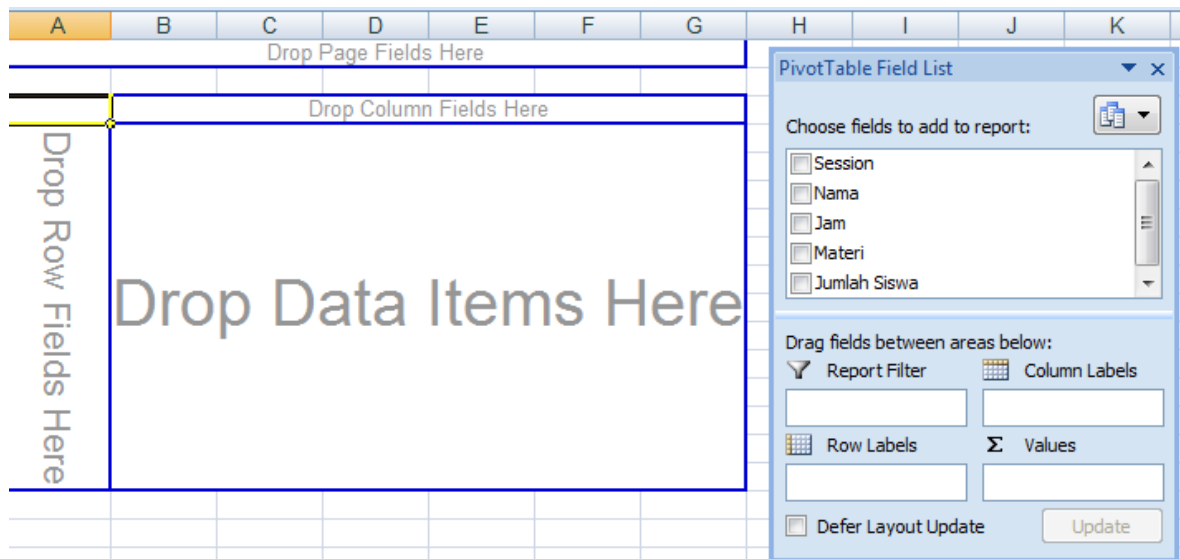 A B C D E F G H I J K
Drop Page Fields Here
Drop Column Fields Here
Drop Row Fields Here
Drop Data Items Here
PivotTable Field List
Choose fields to add to report:
Session
Nama
Jam
Materi
Jumlah Siswa
Drag fields between areas below:
Report Filter Column Labels
Row Labels Σ Values
Defer Layout Update Update